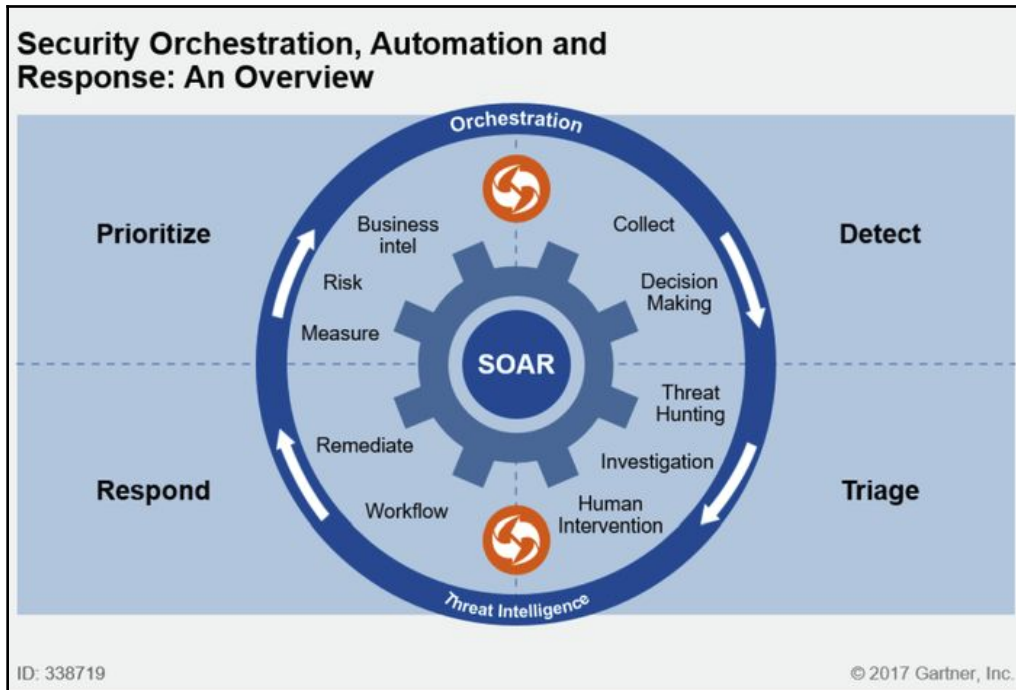 Security Orchestration, Automation and
Response: An Overview
Orchestration
Prioritize
Detect
Business
intel
Risk
Measure
Collect
Decision
Making
SOAR
Respond
Triage
Remediate
Workflow
Threat
Hunting
Investigation
Human
Intervention
Threat Intelligence
ID: 338719
© 2017 Gartner, Inc.